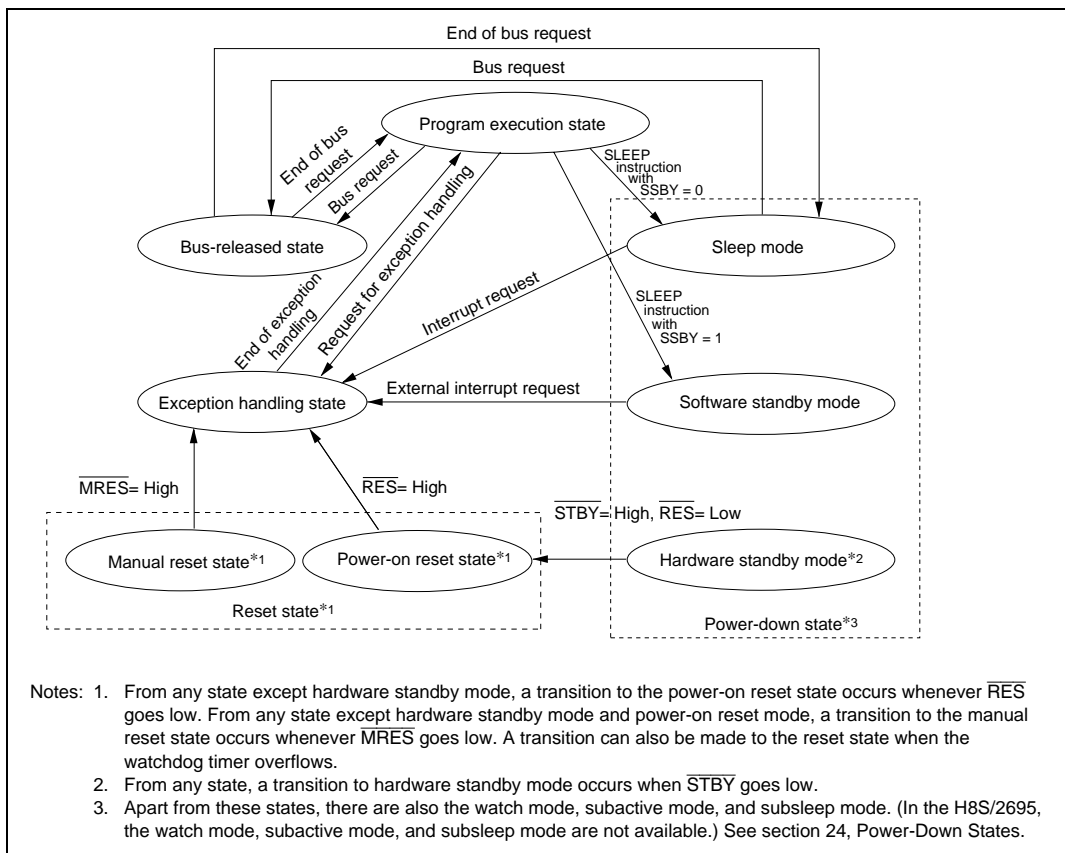 End of bus request
Bus request
Program execution state
End of bus
request
Bus request
SLEEP
instruction
with
SSBY = 0
Bus-released state
Sleep mode
End of exception
handling
Request for exception handling
Interrupt request
SLEEP
instruction
with
SSBY = 1
Exception handling state
External interrupt request
Software standby mode
M̅R̅E̅S̅= High
R̅E̅S̅= High
S̅T̅B̅Y̅= High, R̅E̅S̅= Low
Manual reset state*1
Power-on reset state*1
Hardware standby mode*2
Reset state*1
Power-down state*3
Notes: 1. From any state except hardware standby mode, a transition to the power-on reset state occurs whenever R̅E̅S̅
goes low. From any state except hardware standby mode and power-on reset mode, a transition to the manual
reset state occurs whenever M̅R̅E̅S̅ goes low. A transition can also be made to the reset state when the
watchdog timer overflows.
2. From any state, a transition to hardware standby mode occurs when S̅T̅B̅Y̅ goes low.
3. Apart from these states, there are also the watch mode, subactive mode, and subsleep mode. (In the H8S/2695,
the watch mode, subactive mode, and subsleep mode are not available.) See section 24, Power-Down States.